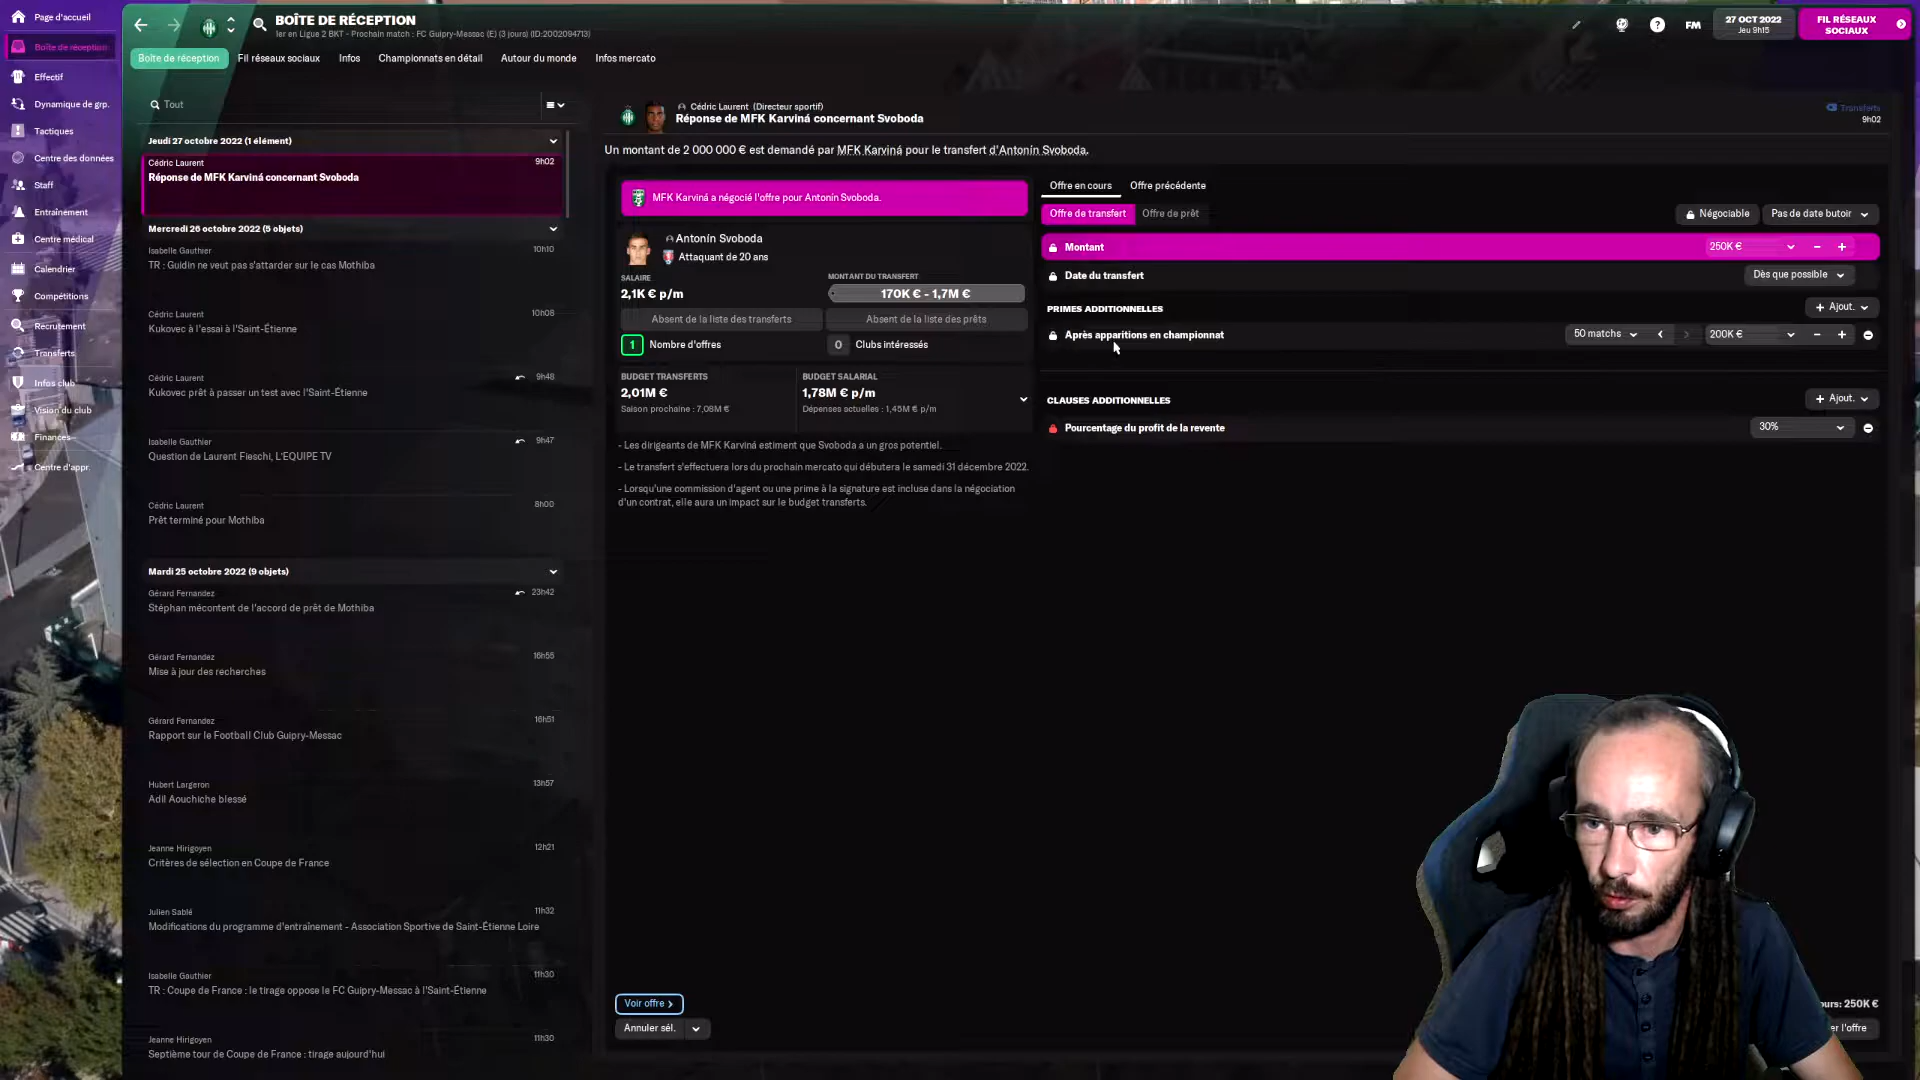 Page d'accueil
Boîte de réception
Effectif
Dynamique de grp.
Tactiques
Centre des données
Staff
Entraînement
Centre médical
Calendrier
Compétitions
Recrutement
Transferts
Infos club
Vision du club
Finances
Centre d'appr.
BOÎTE DE RÉCEPTION
1er en Ligue 2 BKT - Prochain match : FC Guipry-Messac (E) (3 jours) (ID:2002094713)
FM
27 OCT 2022
Jeu 9h15
FIL RÉSEAUX SOCIAUX
Boîte de réception
Fil réseaux sociaux
Infos
Championnats en détail
Autour du monde
Infos mercato
Tout
Jeudi 27 octobre 2022 (1 élément)
Cédric Laurent 9h02
Réponse de MFK Karviná concernant Svoboda
Mercredi 26 octobre 2022 (5 objets)
Isabelle Gauthier 10h10
TR : Guidin ne veut pas s'attarder sur le cas Mothiba
Cédric Laurent 10h08
Kukovec à l'essai à l'Saint-Étienne
Cédric Laurent 9h48
Kukovec prêt à passer un test avec l'Saint-Étienne
Isabelle Gauthier 9h47
Question de Laurent Fieschi, L'EQUIPE TV
Cédric Laurent 8h00
Prêt terminé pour Mothiba
Mardi 25 octobre 2022 (9 objets)
Gérard Fernandez 23h42
Stéphan mécontent de l'accord de prêt de Mothiba
Gérard Fernandez 16h55
Mise à jour des recherches
Gérard Fernandez 16h51
Rapport sur le Football Club Guipry-Messac
Hubert Largeron 13h57
Adil Aouchiche blessé
Jeanne Hirigoyen 12h21
Critères de sélection en Coupe de France
Julien Sablé 11h32
Modifications du programme d'entraînement - Association Sportive de Saint-Étienne Loire
Isabelle Gauthier 11h30
TR : Coupe de France : le tirage oppose le FC Guipry-Messac à l'Saint-Étienne
Jeanne Hirigoyen 11h30
Septième tour de Coupe de France : tirage aujourd'hui
Cédric Laurent (Directeur sportif)
Réponse de MFK Karviná concernant Svoboda
Transferts
9h02
Un montant de 2 000 000 € est demandé par MFK Karviná pour le transfert d'Antonín Svoboda.
MFK Karviná a négocié l'offre pour Antonín Svoboda.
Antonín Svoboda
Attaquant de 20 ans
SALAIRE
2,1K € p/m
MONTANT DU TRANSFERT
170K € - 1,7M €
Absent de la liste des transferts
Absent de la liste des prêts
1 Nombre d'offres
0 Clubs intéressés
BUDGET TRANSFERTS
2,01M €
Saison prochaine : 7,08M €
BUDGET SALARIAL
1,78M € p/m
Dépenses actuelles : 1,45M € p/m
- Les dirigeants de MFK Karviná estiment que Svoboda a un gros potentiel.
- Le transfert s'effectuera lors du prochain mercato qui débutera le samedi 31 décembre 2022.
- Lorsqu'une commission d'agent ou une prime à la signature est incluse dans la négociation
d'un contrat, elle aura un impact sur le budget transferts.
Offre en cours
Offre précédente
Offre de transfert
Offre de prêt
Négociable
Pas de date butoir
Montant 250K €
Date du transfert Dès que possible
PRIMES ADDITIONNELLES + Ajout.
Après apparitions en championnat 50 matchs 200K €
CLAUSES ADDITIONNELLES + Ajout.
Pourcentage du profit de la revente 30%
Voir offre >
Annuler sél.
ours: 250K €
er l'offre